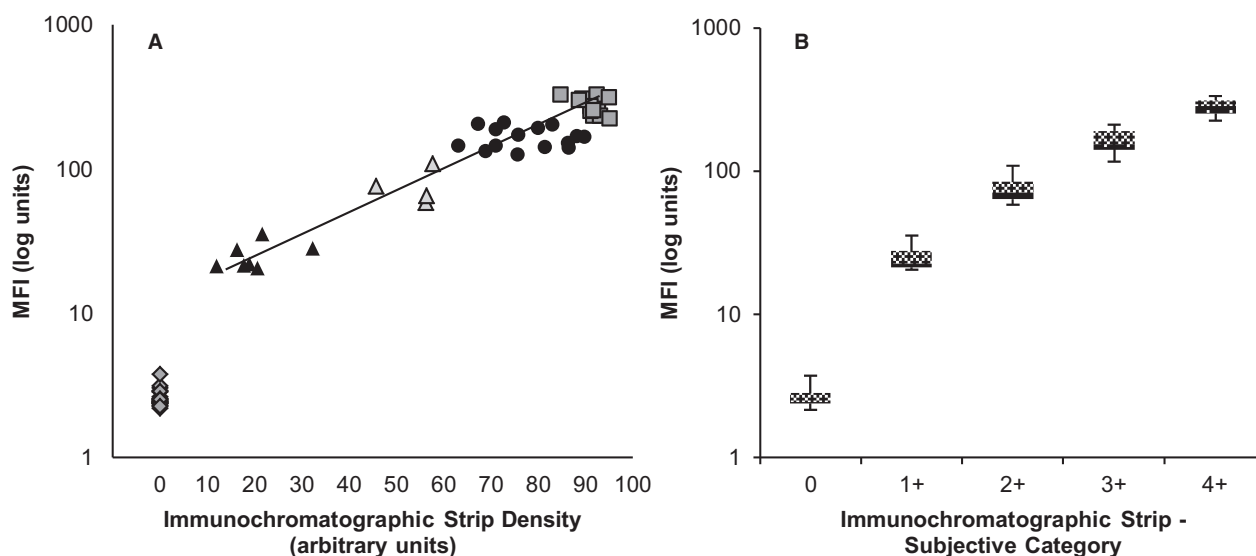 A
MFI (log units)
1000
100
10
1
0 10 20 30 40 50 60 70 80 90 100
Immunochromatographic Strip Density
(arbitrary units)
B
MFI (log units)
1000
100
10
1
0 1+ 2+ 3+ 4+
Immunochromatographic Strip -
Subjective Category